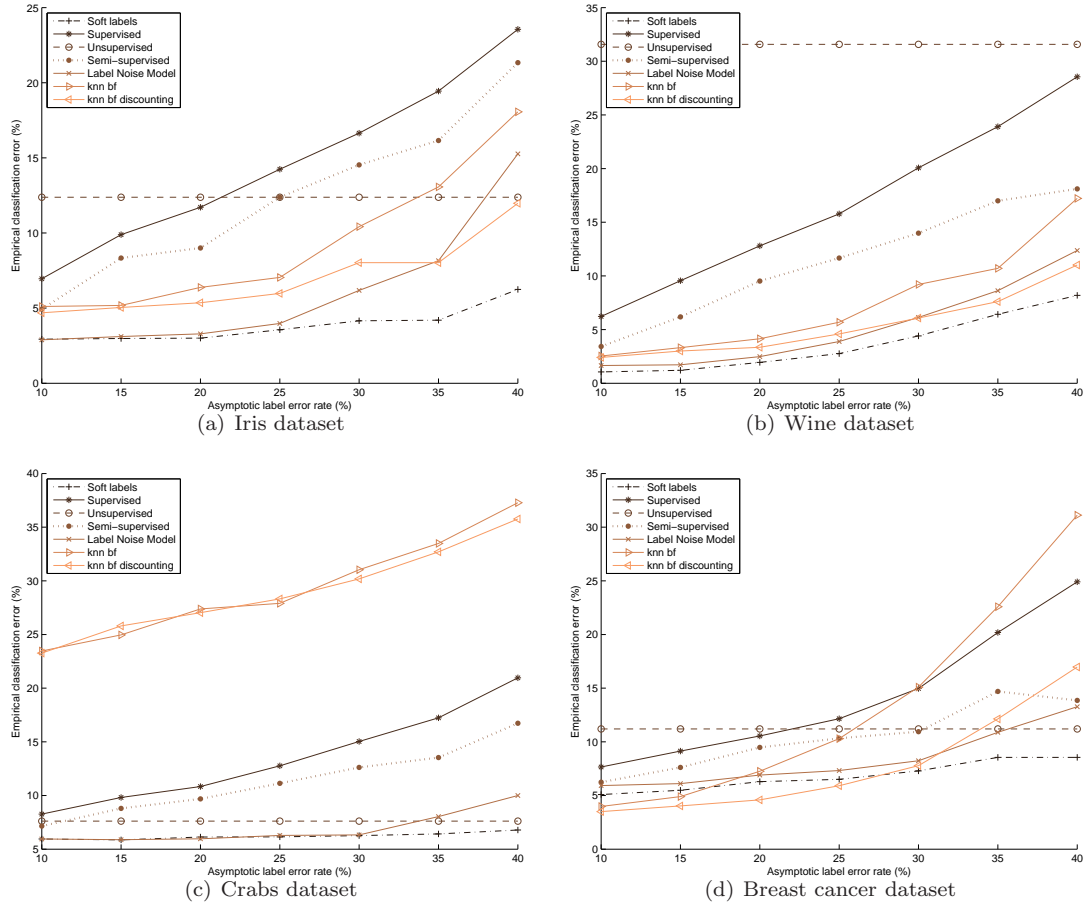 25
20
15
10
5
0
Empirical classification error (%)
Soft labels
Supervised
Unsupervised
Semi−supervised
Label Noise Model
knn bf
knn bf discounting
10 15 20 25 30 35 40
Asymptotic label error rate (%)
(a) Iris dataset
35
30
25
20
15
10
5
0
Empirical classification error (%)
Soft labels
Supervised
Unsupervised
Semi−supervised
Label Noise Model
knn bf
knn bf discounting
10 15 20 25 30 35 40
Asymptotic label error rate (%)
(b) Wine dataset
40
35
30
25
20
15
10
5
Empirical classification error (%)
Soft labels
Supervised
Unsupervised
Semi−supervised
Label Noise Model
knn bf
knn bf discounting
10 15 20 25 30 35 40
Asymptotic label error rate (%)
(c) Crabs dataset
35
30
25
20
15
10
5
0
Empirical classification error (%)
Soft labels
Supervised
Unsupervised
Semi−supervised
Label Noise Model
knn bf
knn bf discounting
10 15 20 25 30 35 40
Asymptotic label error rate (%)
(d) Breast cancer dataset